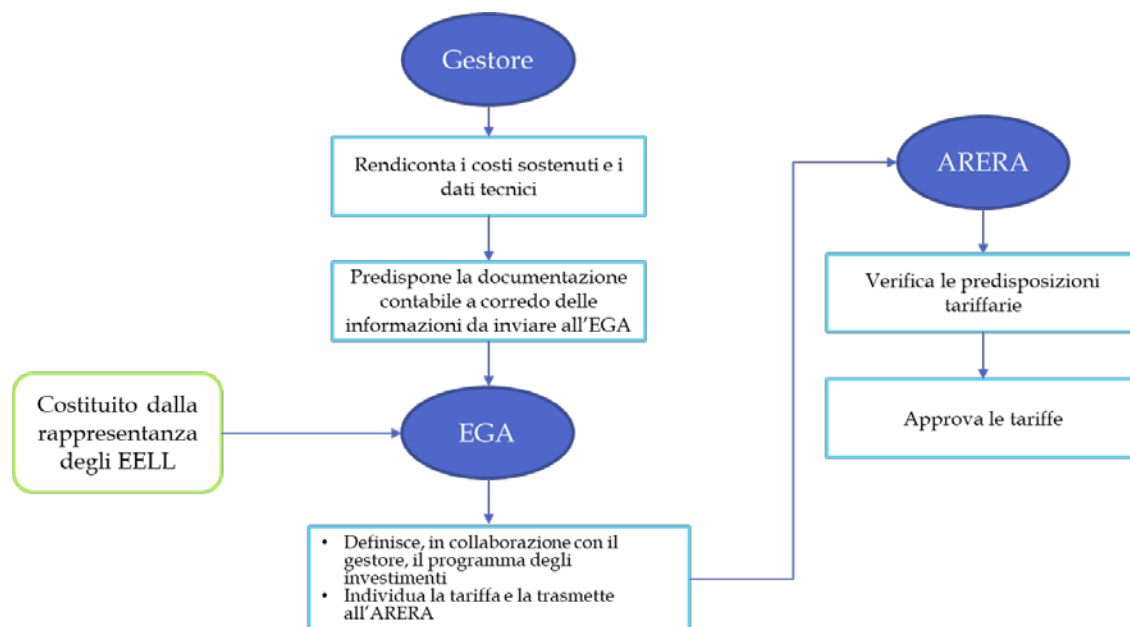 Gestore
Rendiconta i costi sostenuti e i
dati tecnici
Predispone la documentazione
contabile a corredo delle
informazioni da inviare all'EGA
Costituito dalla
rappresentanza
degli EELL
EGA
• Definisce, in collaborazione con il
gestore, il programma degli
investimenti
• Individua la tariffa e la trasmette
all'ARERA
ARERA
Verifica le predisposizioni
tariffarie
Approva le tariffe